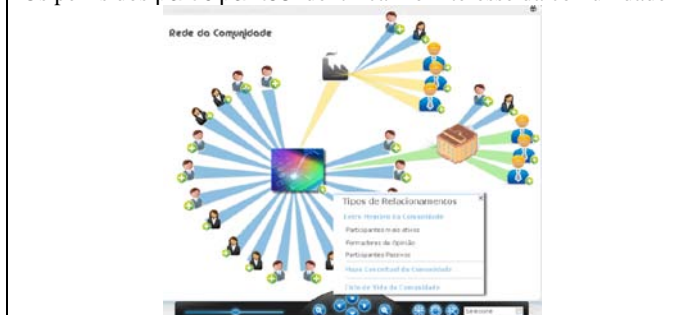 Rede da Comunidade
Tipos de Relacionamentos
Entre Membros da Comunidade
Participantes mais ativos
Formadores de Opinião
Participantes Passivos
Mapa Conceitual da Comunidade
Ciclo de Vida da Comunidade
Selecione